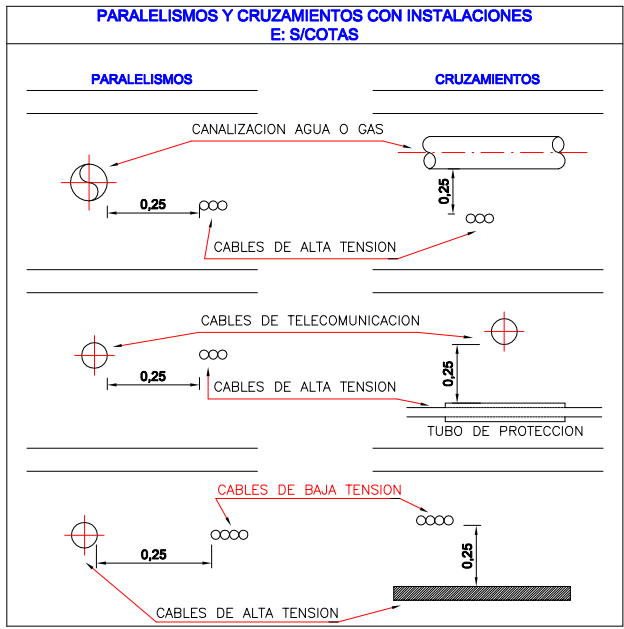 PARALELISMOS Y CRUZAMIENTOS CON INSTALACIONES
E: S/COTAS
PARALELISMOS
CRUZAMIENTOS
CANALIZACION AGUA O GAS
0,25
0,25
CABLES DE ALTA TENSION
CABLES DE TELECOMUNICACION
0,25
0,25
CABLES DE ALTA TENSION
TUBO DE PROTECCION
CABLES DE BAJA TENSION
0,25
0,25
CABLES DE ALTA TENSION